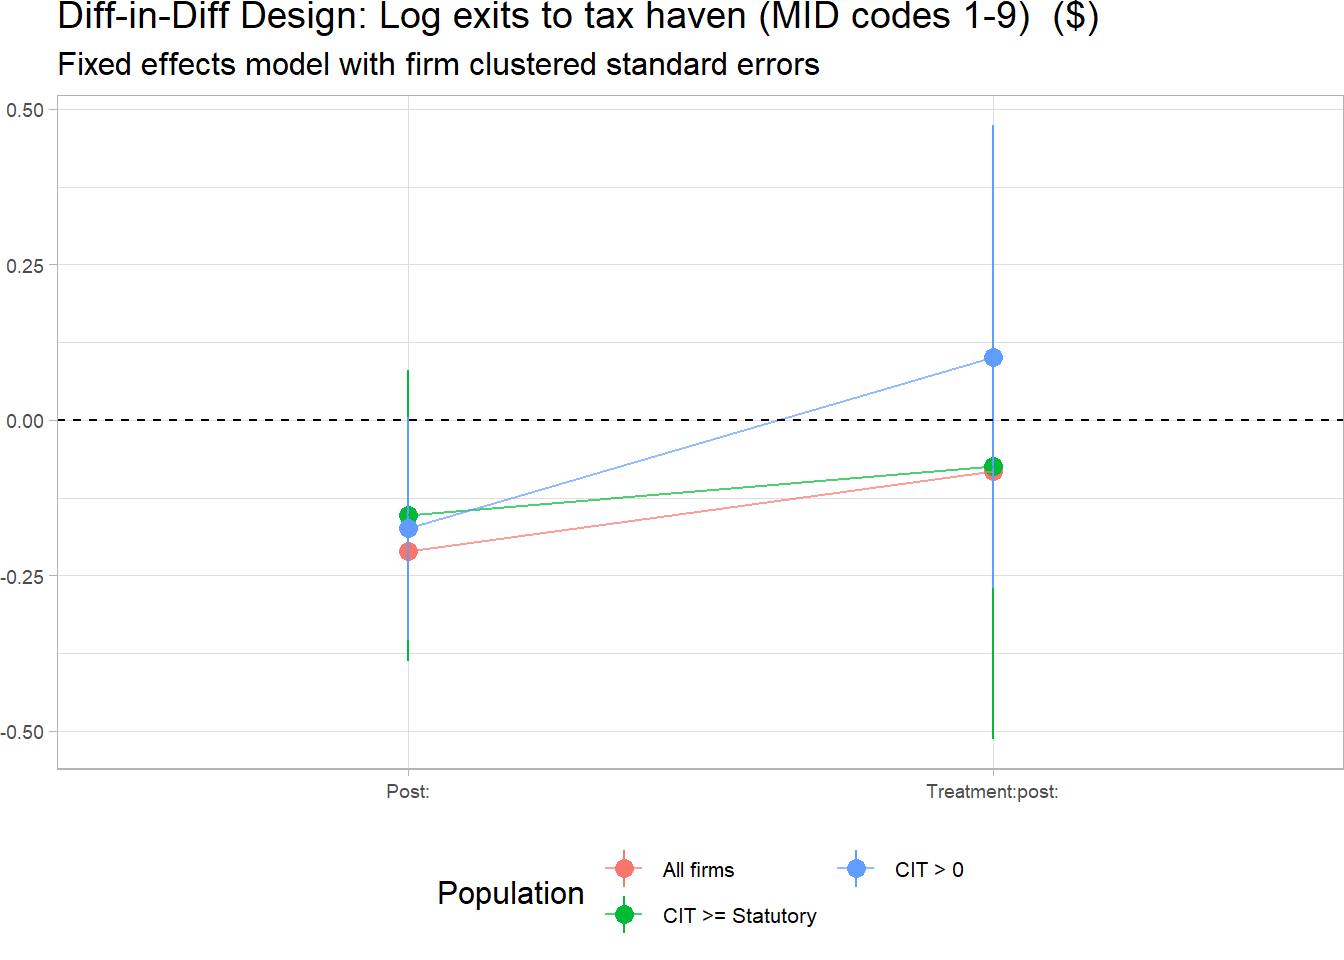 Diff-in-Diff Design: Log exits to tax haven (MID codes 1-9)  ($)
Fixed effects model with firm clustered standard errors
0.50
0.25
0.00
-0.25
-0.50
Post:
Treatment:post:
Population
All firms
CIT > 0
CIT >= Statutory